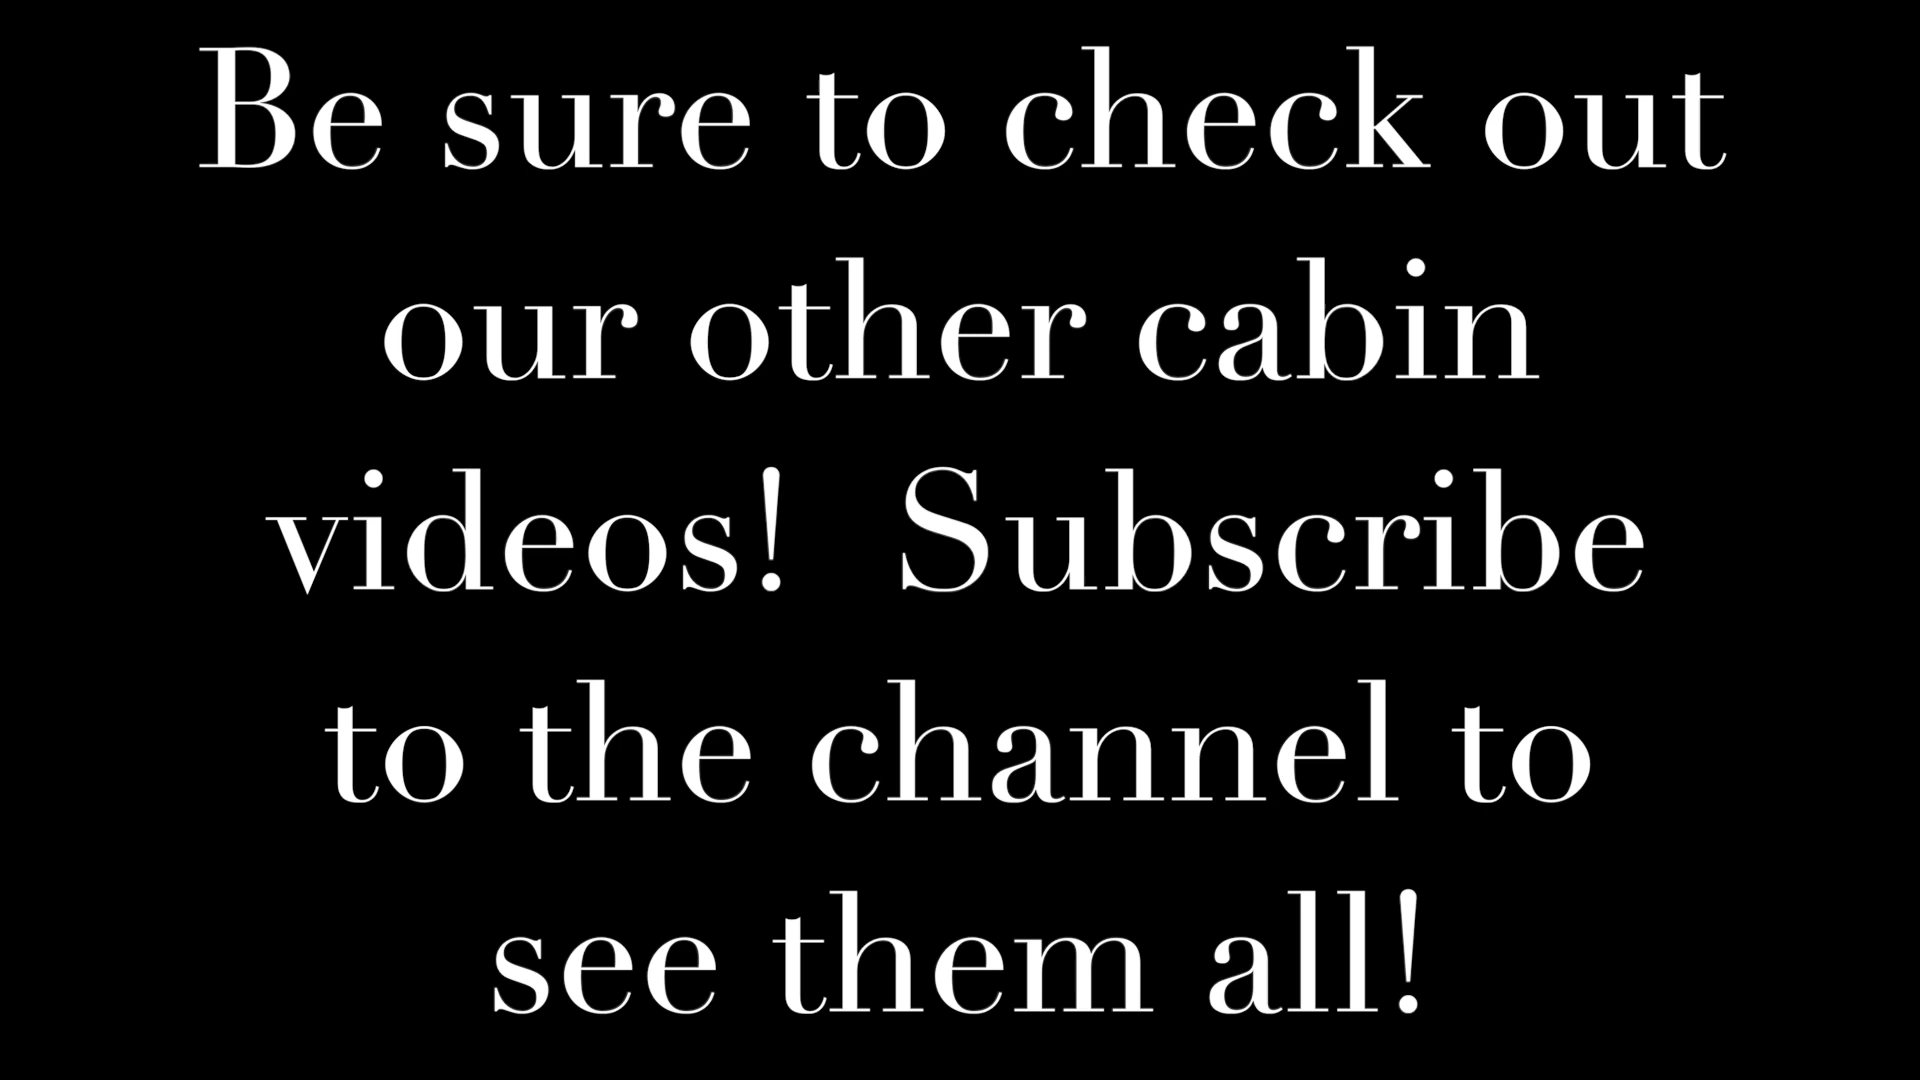 Be sure to check out
our other cabin
videos!  Subscribe
to the channel to
see them all!